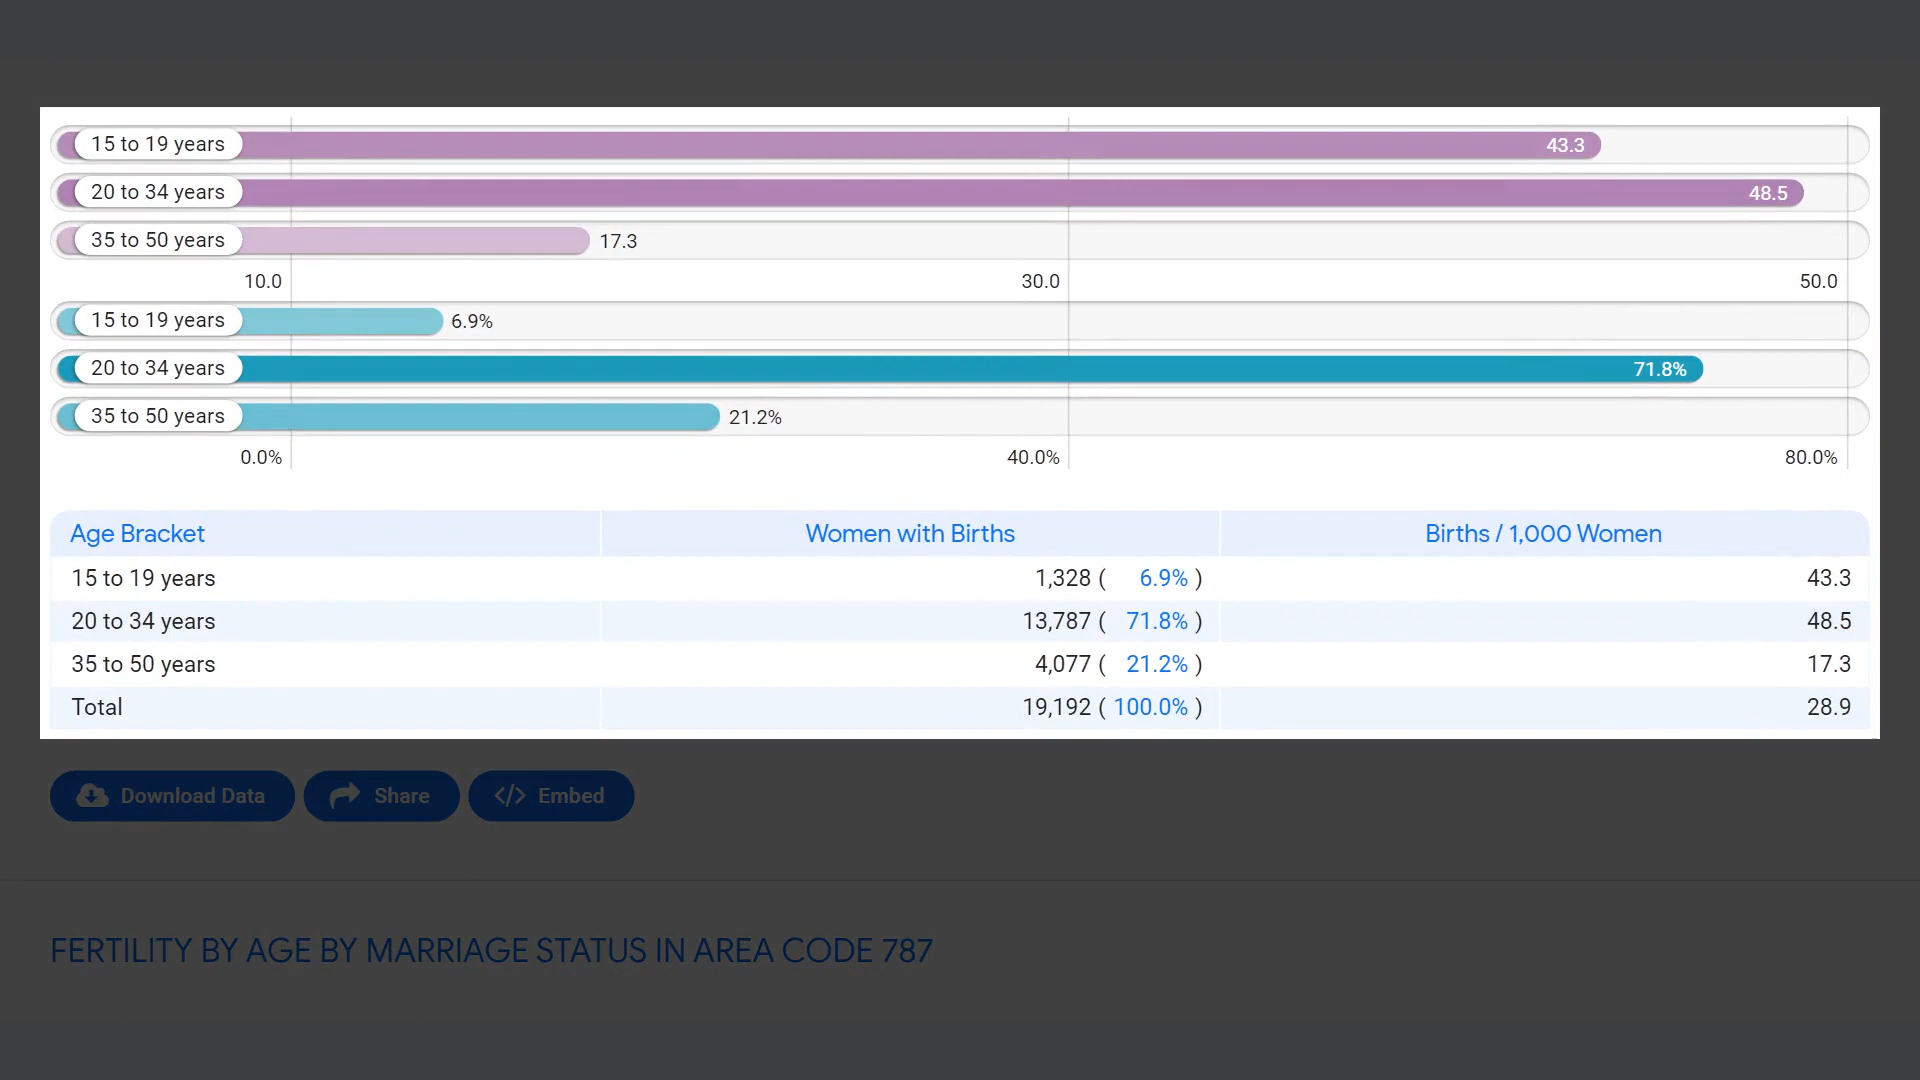 15 to 19 years 43.3
20 to 34 years 48.5
35 to 50 years 17.3
10.0 30.0 50.0
15 to 19 years 6.9%
20 to 34 years 71.8%
35 to 50 years 21.2%
0.0% 40.0% 80.0%
Age Bracket Women with Births Births / 1,000 Women
15 to 19 years 1,328 ( 6.9% ) 43.3
20 to 34 years 13,787 ( 71.8% ) 48.5
35 to 50 years 4,077 ( 21.2% ) 17.3
Total 19,192 ( 100.0% ) 28.9
Download Data Share </> Embed
FERTILITY BY AGE BY MARRIAGE STATUS IN AREA CODE 787